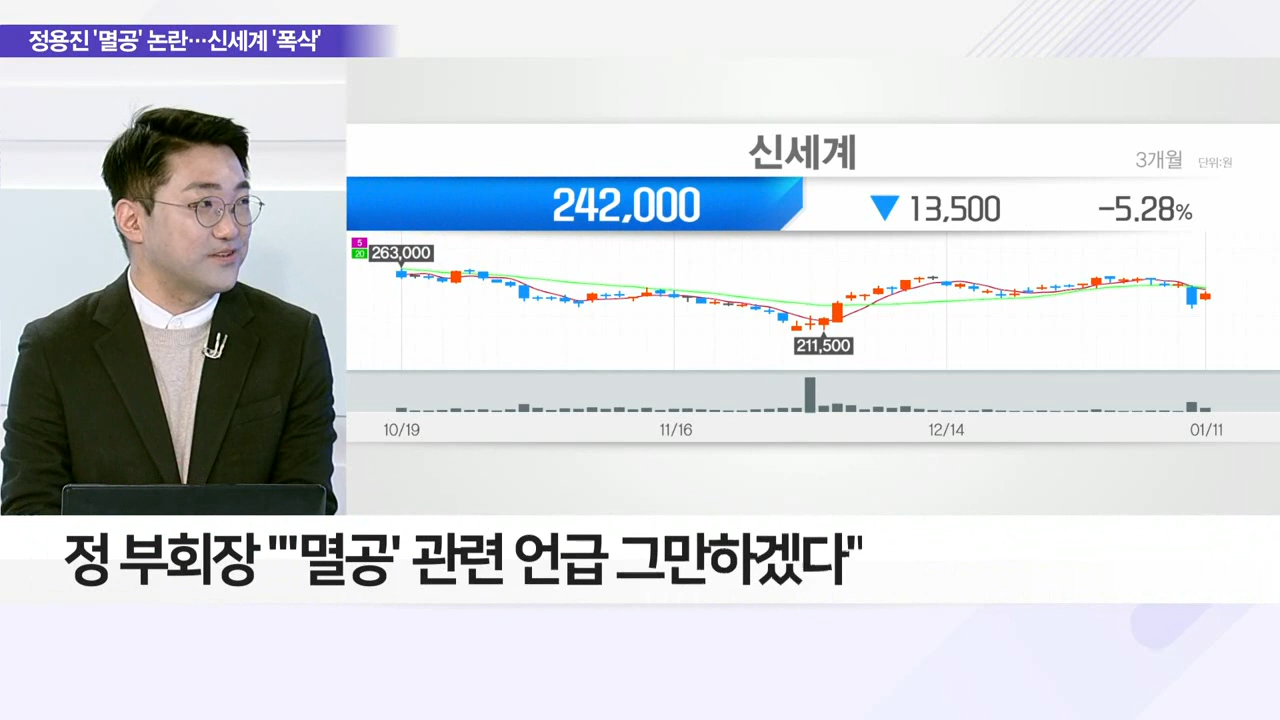 정용진 '멸공' 논란…신세계 '폭삭'
신세계
3개월 단위:원
242,000 ▼ 13,500 -5.28%
5
20
263,000
211,500
10/19 11/16 12/14 01/11
정 부회장 "'멸공' 관련 언급 그만하겠다"